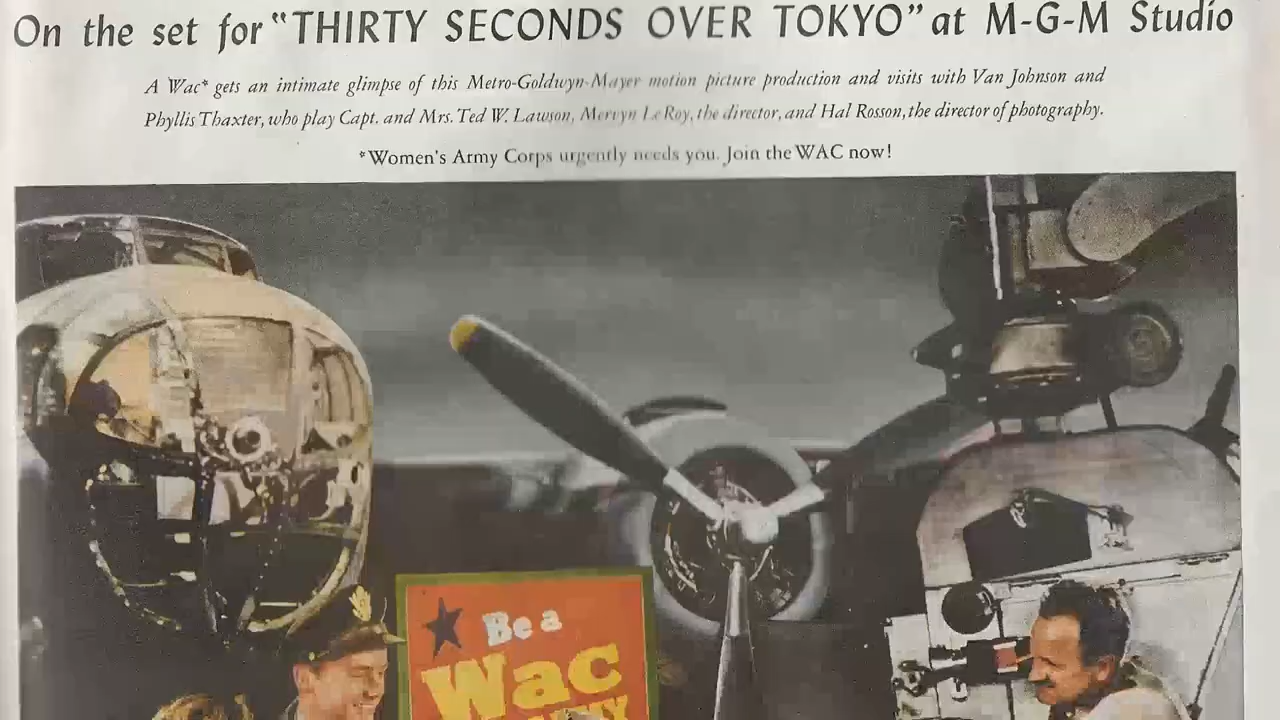 On the set for "THIRTY SECONDS OVER TOKYO" at M-G-M Studio
A Wac* gets an intimate glimpse of this Metro-Goldwyn-Mayer motion picture production and visits with Van Johnson and
Phyllis Thaxter, who play Capt. and Mrs. Ted W. Lawson, Mervyn LeRoy, the director, and Hal Rosson, the director of photography.
*Women's Army Corps urgently needs you. Join the WAC now!
Be a
Wac